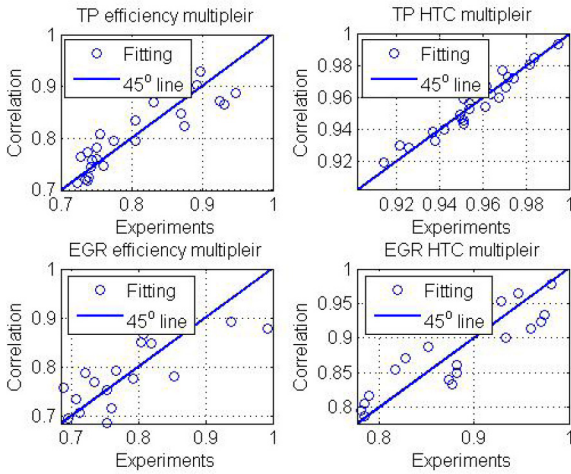 TP efficiency multipleir
TP HTC multipleir
1
0.9
0.8
0.7
Correlation
Fitting
45° line
0.7 0.8 0.9 1
Experiments
1
0.98
0.96
0.94
0.92
Correlation
Fitting
45° line
0.92 0.94 0.96 0.98 1
Experiments
EGR efficiency multipleir
EGR HTC multipleir
1
0.9
0.8
0.7
Correlation
Fitting
45° line
0.7 0.8 0.9 1
Experiments
1
0.95
0.9
0.85
0.8
Correlation
Fitting
45° line
0.8 0.9 1
Experiments